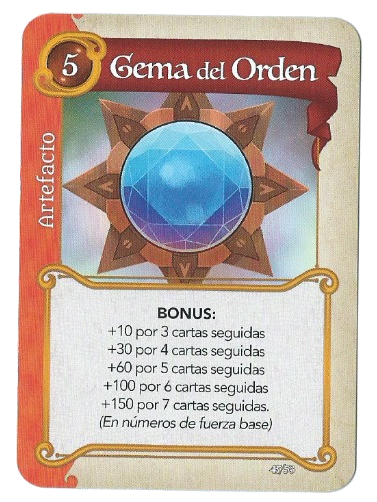 5
Gema del Orden
Artefacto
BONUS:
+10 por 3 cartas seguidas
+30 por 4 cartas seguidas
+60 por 5 cartas seguidas
+100 por 6 cartas seguidas
+150 por 7 cartas seguidas.
(En números de fuerza base)